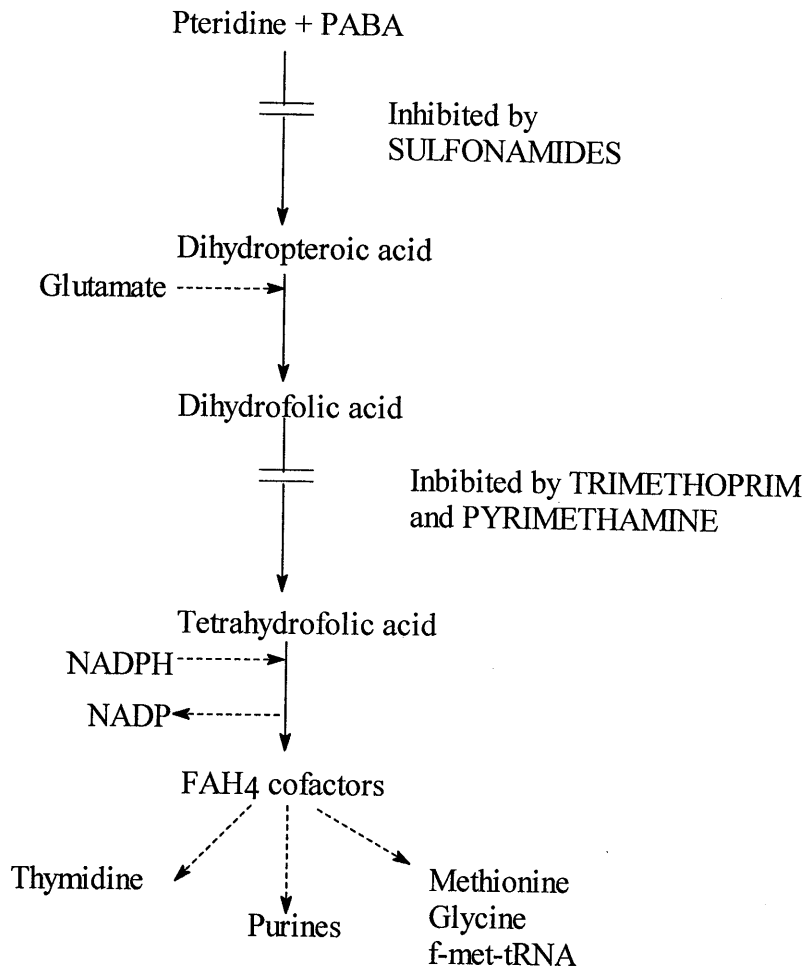 Pteridine + PABA
Inhibited by
SULFONAMIDES
Dihydropteroic acid
Glutamate
Dihydrofolic acid
Inbibited by TRIMETHOPRIM
and PYRIMETHAMINE
Tetrahydrofolic acid
NADPH
NADP
FAH4 cofactors
Thymidine
Purines
Methionine
Glycine
f-met-tRNA